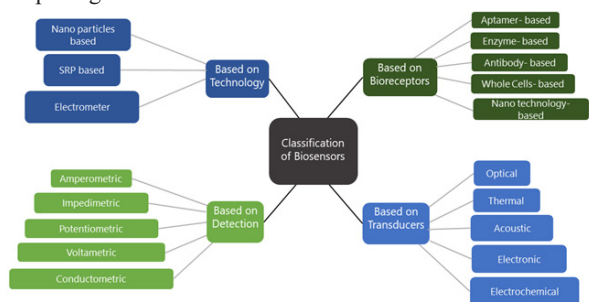 Nano particles
based
SRP based
Electrometer
Based on
Technology
Aptamer- based
Enzyme- based
Antibody- based
Whole Cells- based
Nano technology-
based
Based on
Bioreceptors
Classification
of Biosensors
Amperometric
Impedimetric
Potentiometric
Voltametric
Conductometric
Based on
Detection
Based on
Transducers
Optical
Thermal
Acoustic
Electronic
Electrochemical